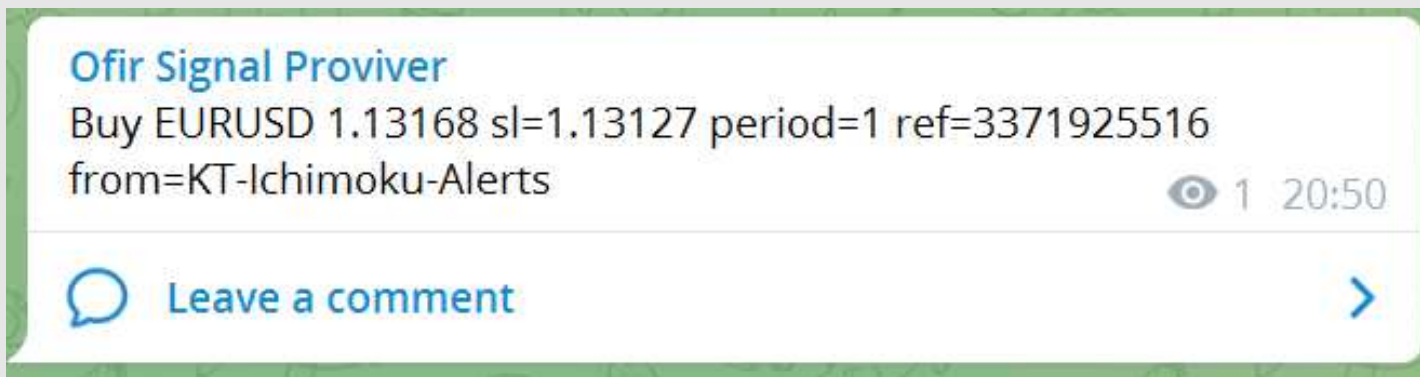 Ofir Signal Proviver
Buy EURUSD 1.13168 sl=1.13127 period=1 ref=3371925516
from=KT-Ichimoku-Alerts
1 20:50
Leave a comment